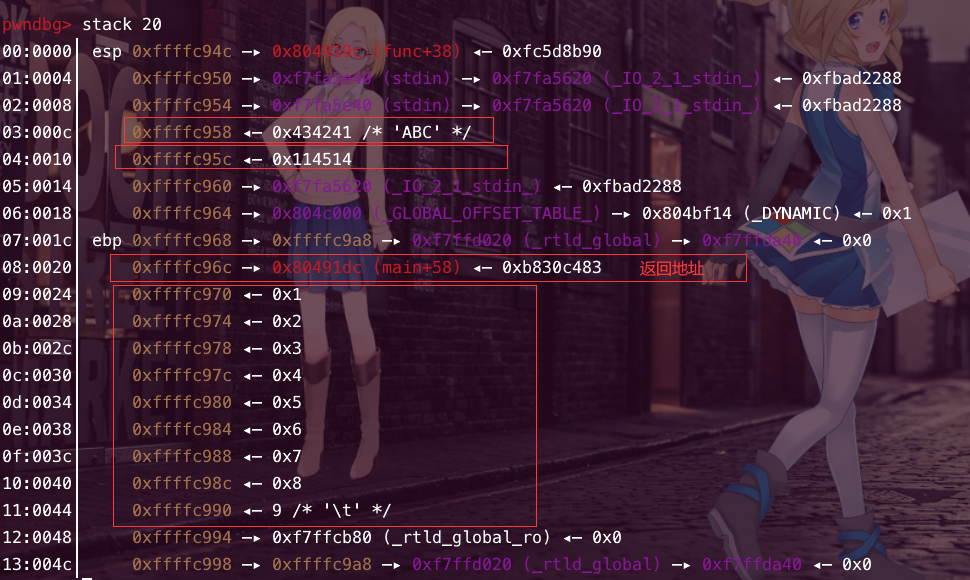 pwndbg> stack 20
00:0000│ esp 0xffffc94c —▸ 0x804929c (func+38) ◂— 0xfc5d8b90
01:0004│ 0xffffc950 —▸ 0xf7fa5e40 (stdin) —▸ 0xf7fa5620 (_IO_2_1_stdin_) ◂— 0xfbad2288
02:0008│ 0xffffc954 —▸ 0xf7fa5e40 (stdin) —▸ 0xf7fa5620 (_IO_2_1_stdin_) ◂— 0xfbad2288
03:000c│ 0xffffc958 ◂— 0x434241 /* 'ABC' */
04:0010│ 0xffffc95c ◂— 0x114514
05:0014│ 0xffffc960 —▸ 0xf7fa5620 (_IO_2_1_stdin_) ◂— 0xfbad2288
06:0018│ 0xffffc964 —▸ 0x804c000 (_GLOBAL_OFFSET_TABLE_) —▸ 0x804bf14 (_DYNAMIC) ◂— 0x1
07:001c│ ebp 0xffffc968 —▸ 0xffffc9a8 —▸ 0xf7ffd020 (_rtld_global) —▸ 0xf7ffda40 ◂— 0x0
08:0020│ 0xffffc96c —▸ 0x80491dc (main+58) ◂— 0xb830c483 返回地址
09:0024│ 0xffffc970 ◂— 0x1
0a:0028│ 0xffffc974 ◂— 0x2
0b:002c│ 0xffffc978 ◂— 0x3
0c:0030│ 0xffffc97c ◂— 0x4
0d:0034│ 0xffffc980 ◂— 0x5
0e:0038│ 0xffffc984 ◂— 0x6
0f:003c│ 0xffffc988 ◂— 0x7
10:0040│ 0xffffc98c ◂— 0x8
11:0044│ 0xffffc990 ◂— 9 /* '\t' */
12:0048│ 0xffffc994 —▸ 0xf7ffcb80 (_rtld_global_ro) ◂— 0x0
13:004c│ 0xffffc998 —▸ 0xffffc9a8 —▸ 0xf7ffd020 (_rtld_global) —▸ 0xf7ffda40 ◂— 0x0